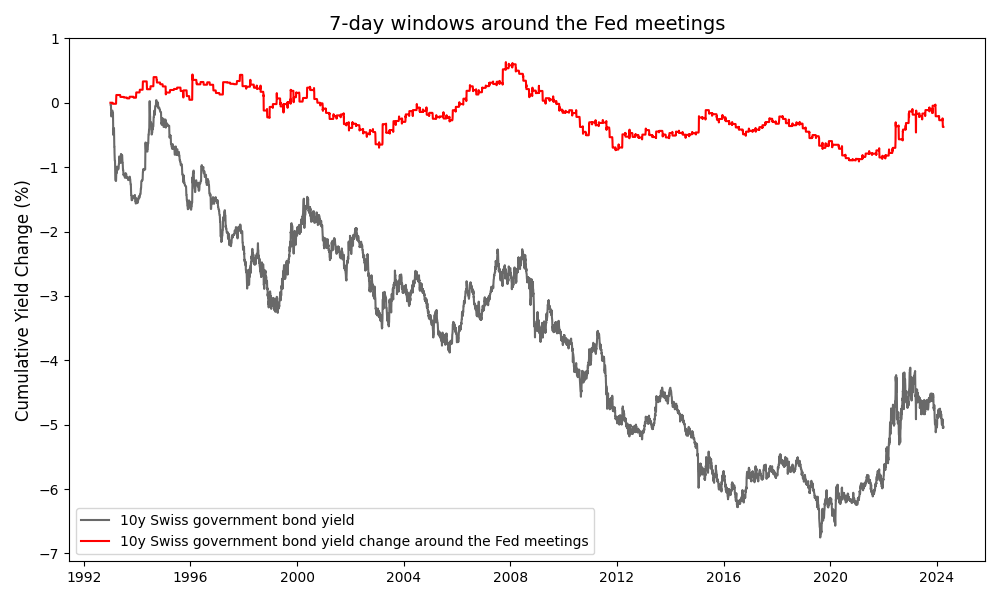 7-day windows around the Fed meetings
Cumulative Yield Change (%)
1
0
−1
−2
−3
−4
−5
−6
−7
1992 1996 2000 2004 2008 2012 2016 2020 2024
10y Swiss government bond yield
10y Swiss government bond yield change around the Fed meetings